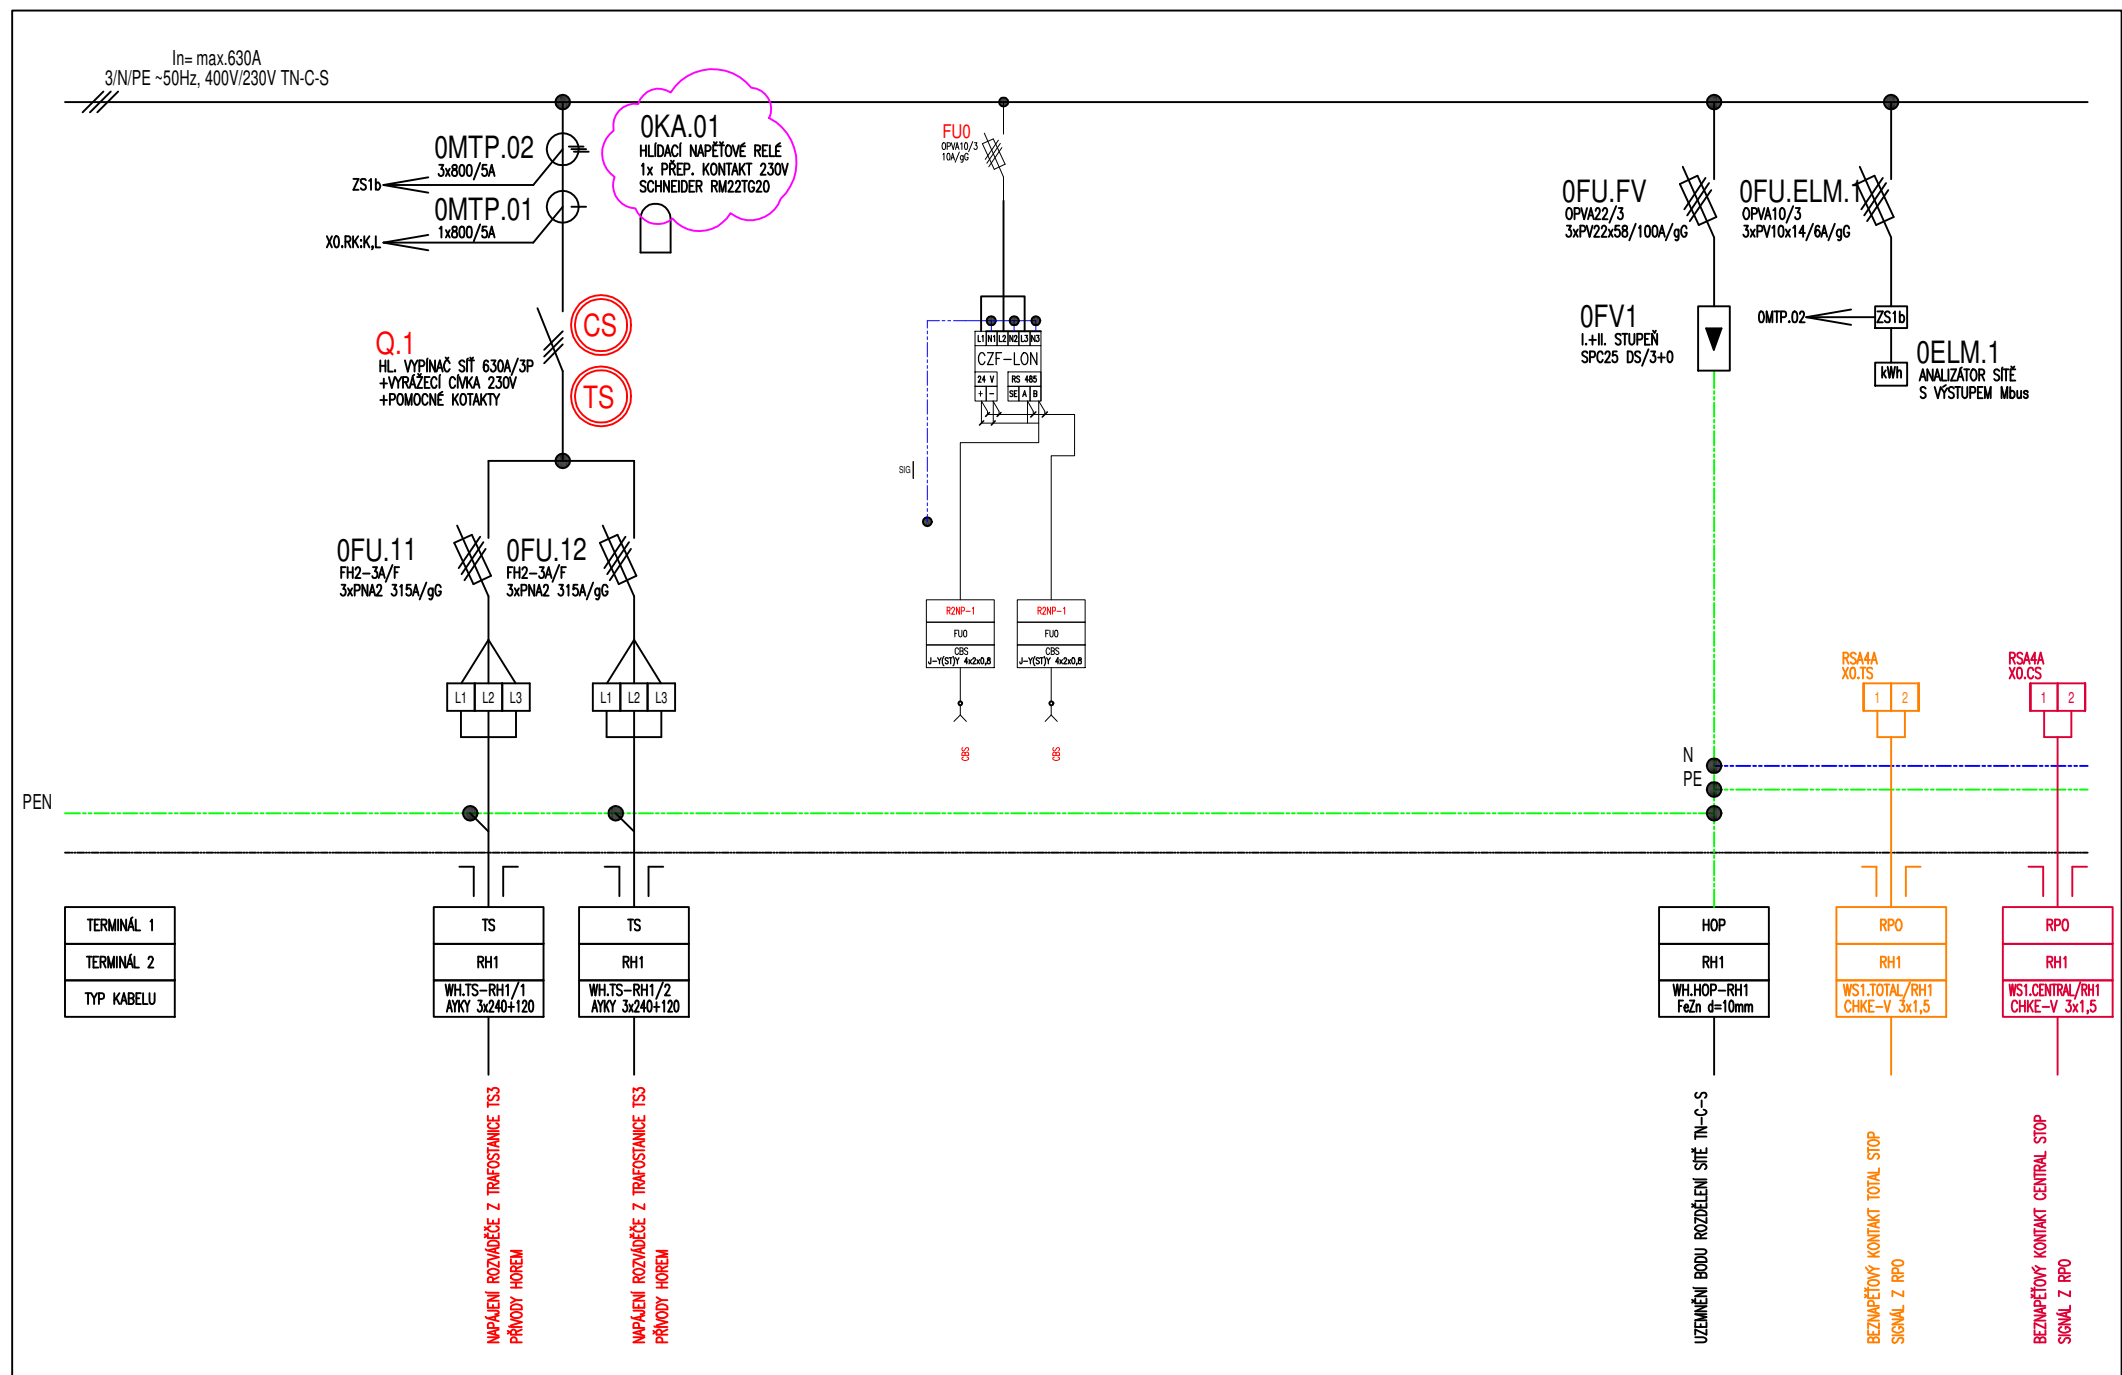 In= max.630A
3/N/PE ~50Hz, 400V/230V TN-C-S
0MTP.02
3x800/5A
ZS1b
0MTP.01
1x800/5A
X0.RK:K,L
0KA.01
HLÍDACÍ NAPĚŤOVÉ RELÉ
1x PŘEP. KONTAKT 230V
SCHNEIDER RM22TG20
FU0
OPVA10/3
10A/gG
0FU.FV
OPVA22/3
3xPV22x58/100A/gG
0FU.ELM.1
OPVA10/3
3xPV10x14/6A/gG
Q.1
HL. VYPÍNAČ SÍŤ 630A/3P
+VYRÁŽECÍ CÍVKA 230V
+POMOCNÉ KOTAKTY
CS
TS
L1 N1 L2 N2 L3 N3
CZF-LON
24 V RS 485
+ - SE A B
SIG
0FV1
I.+II. STUPEŇ
SPC25 DS/3+0
0MTP.02
ZS1b
kWh
0ELM.1
ANALIZÁTOR SÍTĚ
S VÝSTUPEM Mbus
0FU.11
FH2-3A/F
3xPNA2 315A/gG
0FU.12
FH2-3A/F
3xPNA2 315A/gG
R2NP-1
FU0
CBS
J-Y(ST)Y 4x2x0,8
R2NP-1
FU0
CBS
J-Y(ST)Y 4x2x0,8
CBS
CBS
L1 L2 L3
L1 L2 L3
RSA4A
X0.TS
1 2
RSA4A
X0.CS
1 2
N
PE
PEN
TERMINÁL 1
TERMINÁL 2
TYP KABELU
TS
RH1
WH.TS-RH1/1
AYKY 3x240+120
TS
RH1
WH.TS-RH1/2
AYKY 3x240+120
HOP
RH1
WH.HOP-RH1
FeZn d=10mm
RPO
RH1
WS1.TOTAL/RH1
CHKE-V 3x1,5
RPO
RH1
WS1.CENTRAL/RH1
CHKE-V 3x1,5
NAPÁJENÍ ROZVÁDĚČE Z TRAFOSTANICE TS3
PŘÍVODY HOREM
NAPÁJENÍ ROZVÁDĚČE Z TRAFOSTANICE TS3
PŘÍVODY HOREM
UZEMNĚNÍ BODU ROZDĚLENÍ SÍTĚ TN-C-S
BEZNAPĚŤOVÝ KONTAKT TOTAL STOP
SIGNÁL Z RPO
BEZNAPĚŤOVÝ KONTAKT CENTRAL STOP
SIGNÁL Z RPO